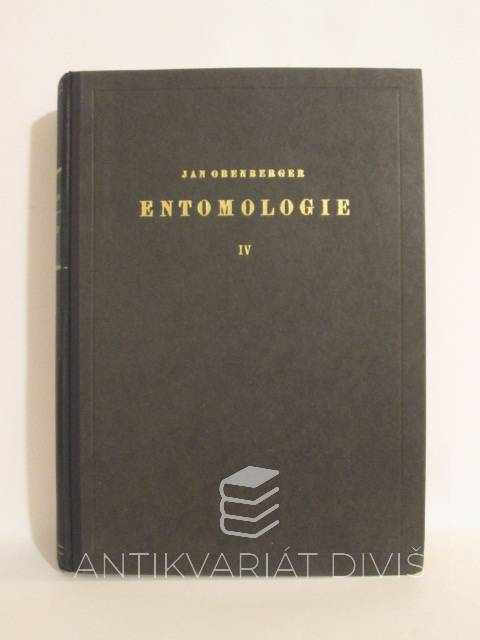 JAN OBENBERGER
ENTOMOLOGIE
IV
ANTIKVARIÁT DIVIŠ